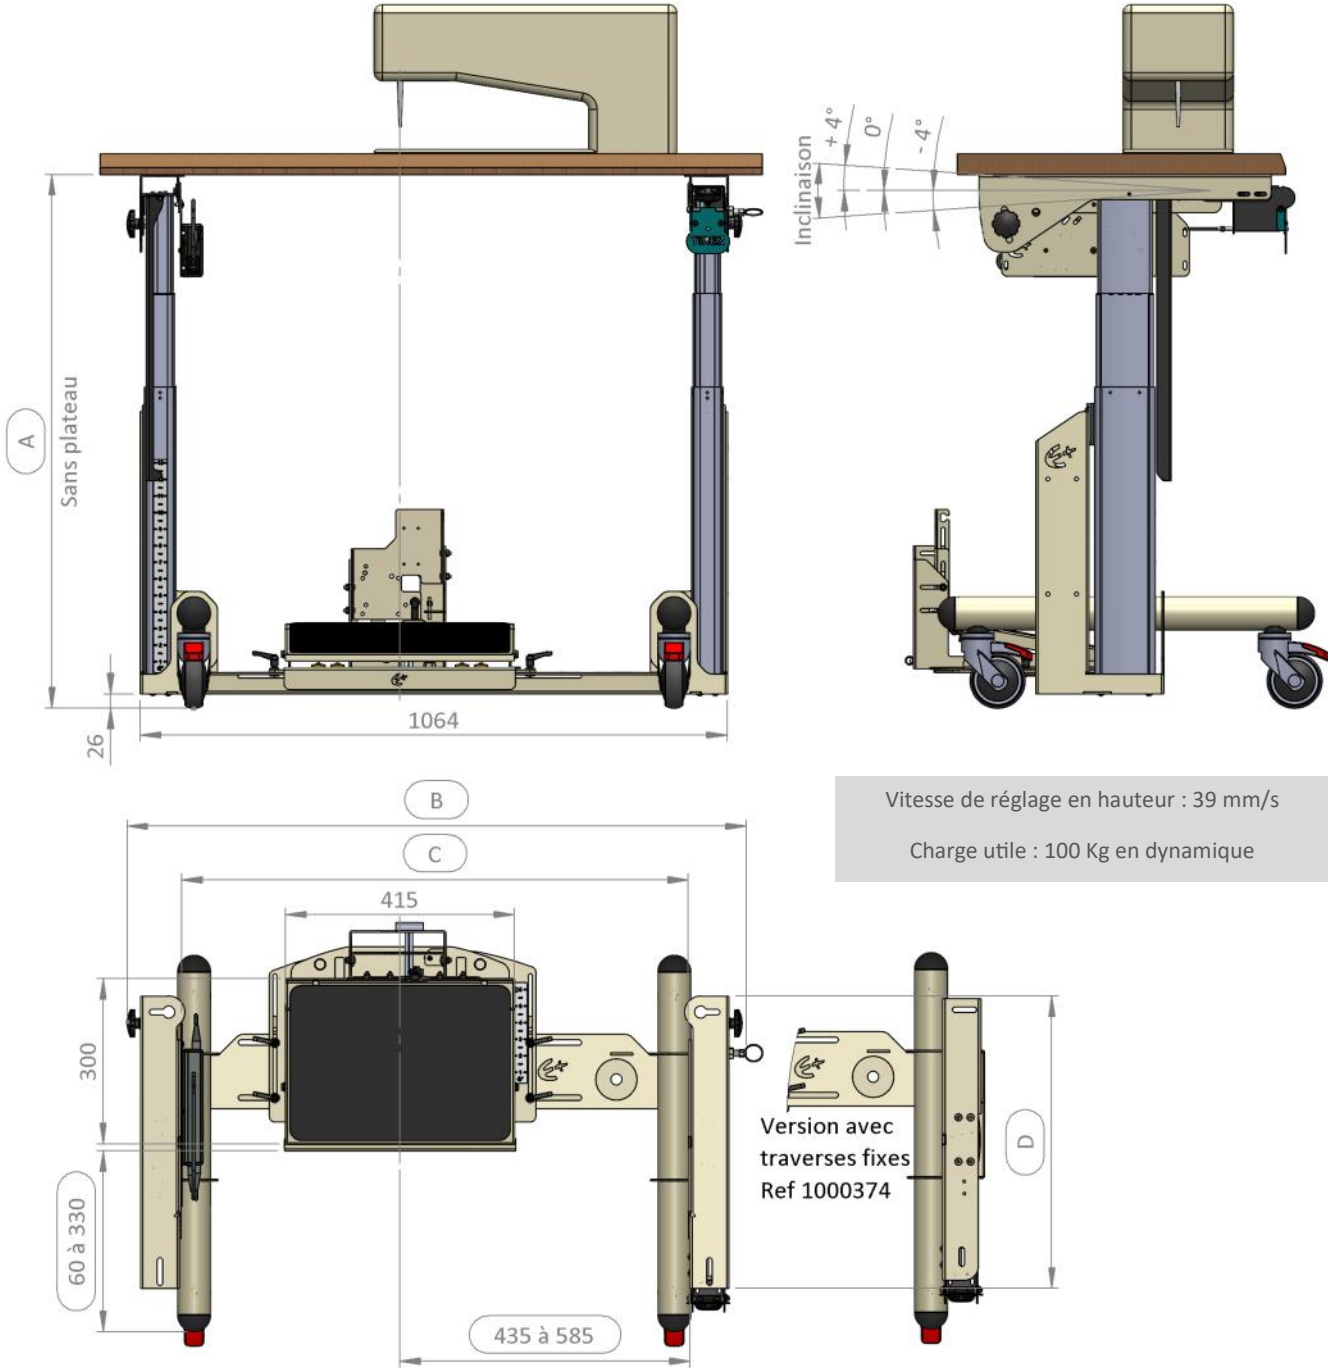 Inclinaison
+ 4°
0°
- 4°
A
Sans plateau
26
1064
B
C
415
Vitesse de réglage en hauteur : 39 mm/s
Charge utile : 100 Kg en dynamique
300
60 à 330
435 à 585
Version avec
traverses fixes
Ref 1000374
D